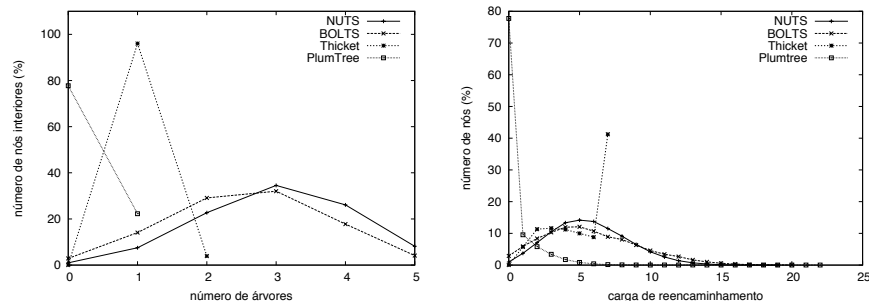 número de nós interiores (%)
100
80
60
40
20
0
0 1 2 3 4 5
número de árvores
NUTS
BOLTS
Thicket
PlumTree
número de nós (%)
80
70
60
50
40
30
20
10
0
0 5 10 15 20 25
carga de reencaminhamento
NUTS
BOLTS
Thicket
Plumtree